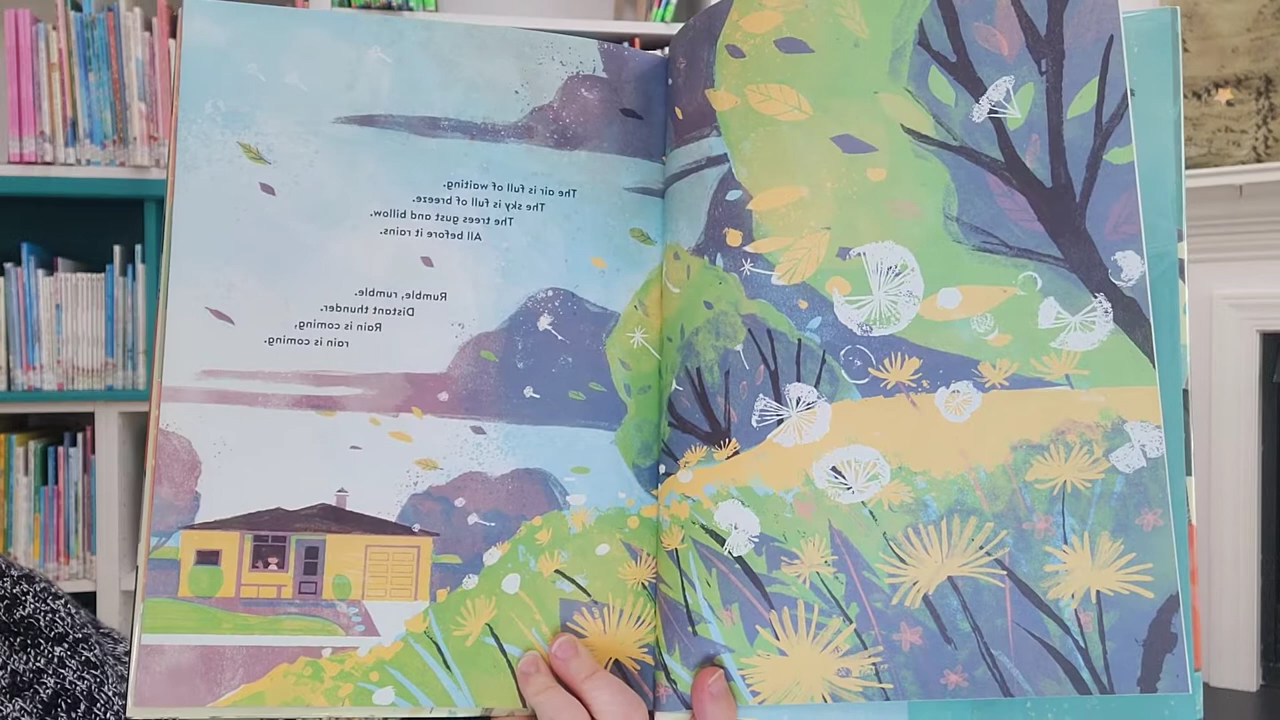 The air is full of waiting.
The sky is full of breeze.
The trees gust and billow.
All before it rains.
Rumble, rumble.
Distant thunder.
Rain is coming,
rain is coming.